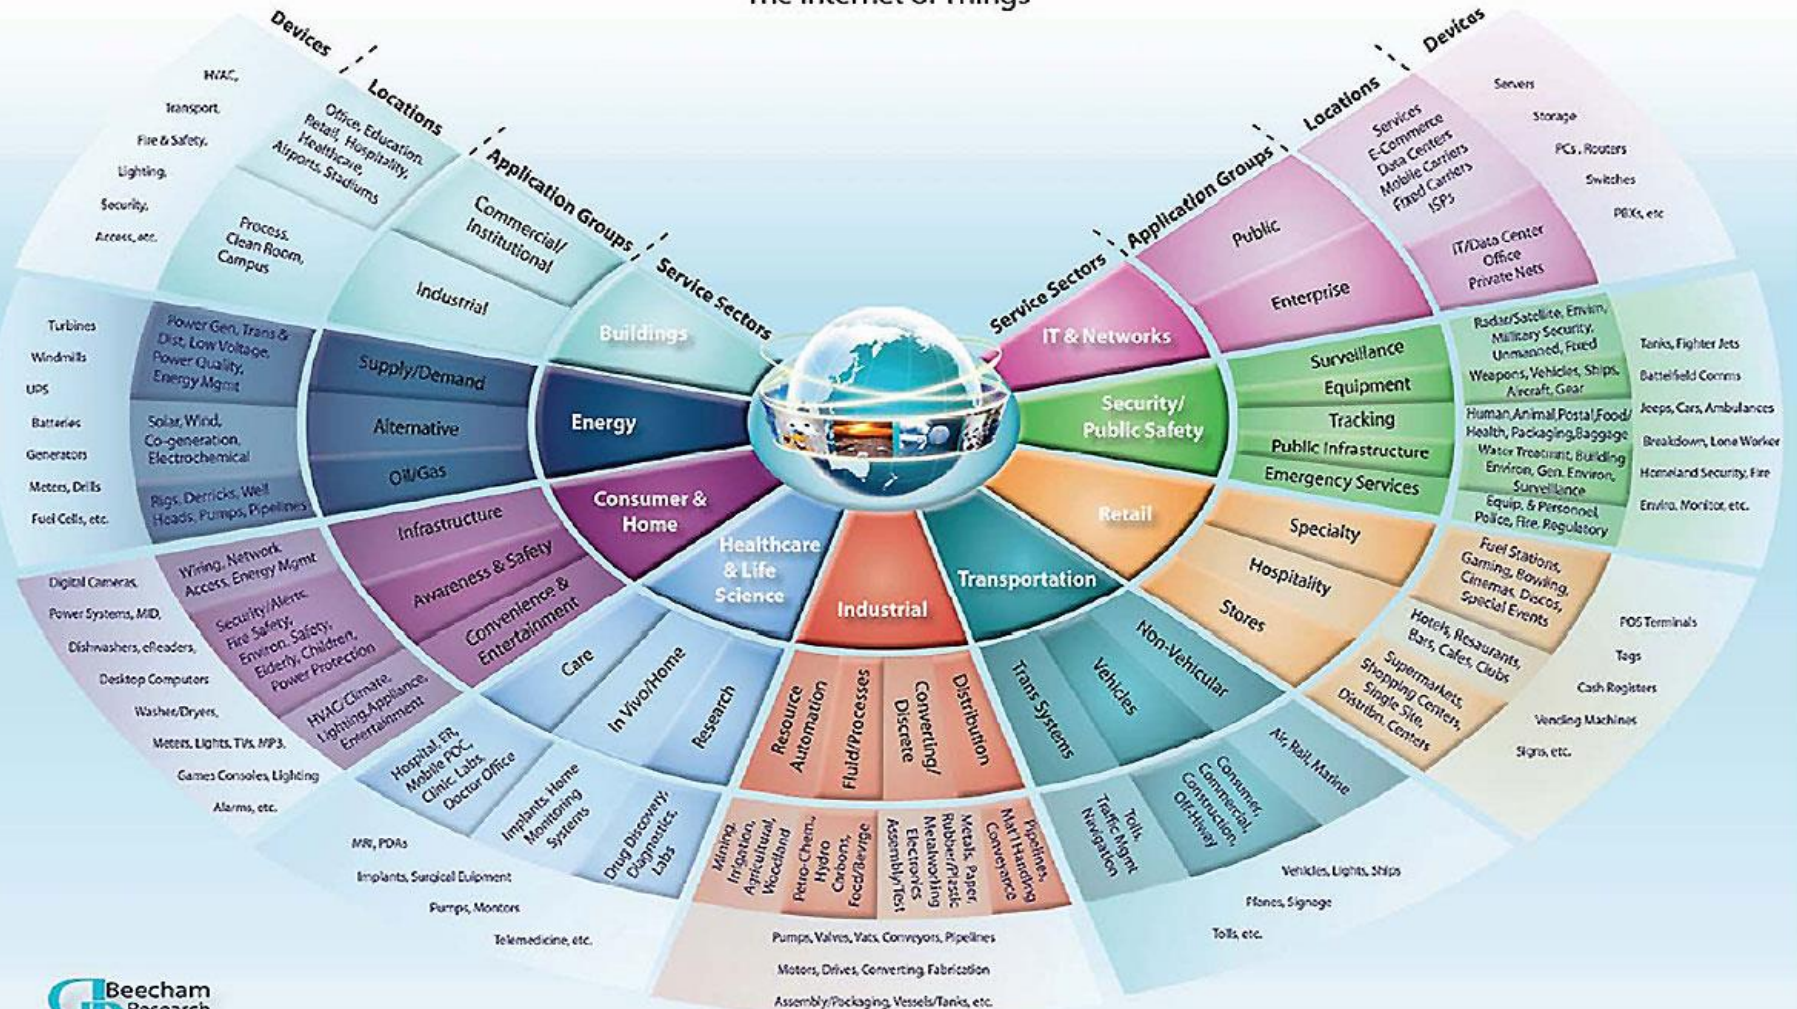 The Internet of Things
Devices
Locations
Application Groups
Service Sectors
Service Sectors
Application Groups
Locations
Devices
HVAC,
Transport,
Fire & Safety,
Lighting,
Security,
Access, etc.
Office, Education,
Retail, Hospitality,
Healthcare,
Airports, Stadiums
Process,
Clean Room,
Campus
Commercial/
Institutional
Industrial
Buildings
Turbines
Windmills
UPS
Batteries
Generators
Meters, Drills
Fuel Cells, etc.
Power Gen, Trans &
Dist, Low Voltage,
Power Quality,
Energy Mgmt
Solar, Wind,
Co-generation,
Electrochemical
Rigs, Derricks, Well
Heads, Pumps, Pipelines
Supply/Demand
Alternative
Oil/Gas
Energy
Digital Cameras,
Power Systems, MID,
Dishwashers, eReaders,
Desktop Computers
Washer/Dryers,
Meters, Lights, TVs, MP3,
Games Consoles, Lighting
Alarms, etc.
Wiring, Network
Access, Energy Mgmt
Security/Alerts,
Fire Safety,
Environ. Safety,
Elderly, Children,
Power Protection
HVAC/Climate,
Lighting,Appliance,
Entertainment
Infrastructure
Awareness & Safety
Convenience &
Entertainment
Consumer &
Home
MRI, PDAs
Implants, Surgical Euipment
Pumps, Montors
Telemedicine, etc.
Hospital, ER,
Mobile POC,
Clinic Labs,
Doctor Office
Implants, Home
Monitoring
Systems
Drug Discovery,
Diagnostics,
Labs
Care
In Vivo/Home
Research
Healthcare
& Life
Science
Industrial
Resource
Automation
Fluid/Processes
Converting/
Discrete
Distribution
Mining,
Irrigation,
Agricultural,
Woodland
Petro-Chem.,
Hydro
Carbons,
Food/Bevrge
Metals, Paper,
Rubber/Plastic
Metalworking
Electronics
Assembly/Test
Pipelines,
Mat'l Handling
Conveyance
Pumps, Valves, Vats, Conveyors, Pipelines
Motors, Drives, Converting, Fabrication
Assembly/Packaging, Vessels/Tanks, etc.
Transportation
Trans Systems
Vehicles
Non-Vehicular
Tolls,
Traffic Mgmt
Navigation
Consumer,
Commercial,
Construction,
Off-Hiway
Air, Rail, Marine
Vehicles, Lights, Ships
Planes, Signage
Tolls, etc.
Retail
Specialty
Hospitality
Stores
Fuel Stations,
Gaming, Bowling,
Cinemas, Discos,
Special Events
Hotels, Resaurants,
Bars, Cafes, Clubs
Supermarkets,
Shopping Centers,
Single Site,
Distribn. Centers
POS Terminals
Tags
Cash Registers
Vending Machines
Signs, etc.
Security/
Public Safety
Surveillance
Equipment
Tracking
Public Infrastructure
Emergency Services
Radar/Satellite, Envirn,
Military Security,
Unmanned, Fixed
Weapons, Vehicles, Ships,
Aircraft, Gear
Human,Animal,Postal,Food/
Health, Packaging,Baggage
Water Treatmnt, Building
Environ, Gen. Environ,
Surveillance
Equip. & Personnel,
Police, Fire, Regulatory
Tanks, Fighter Jets
Battelfield Comms
Jeeps, Cars, Ambulances
Breakdown, Lone Worker
Homeland Security, Fire
Enviro. Monitor, etc.
IT & Networks
Public
Enterprise
Services
E-Commerce
Data Centers
Mobile Carriers
Fixed Carriers
ISPs
IT/Data Center
Office
Private Nets
Servers
Storage
PCs, Routers
Switches
PBXs, etc
Beecham
Research